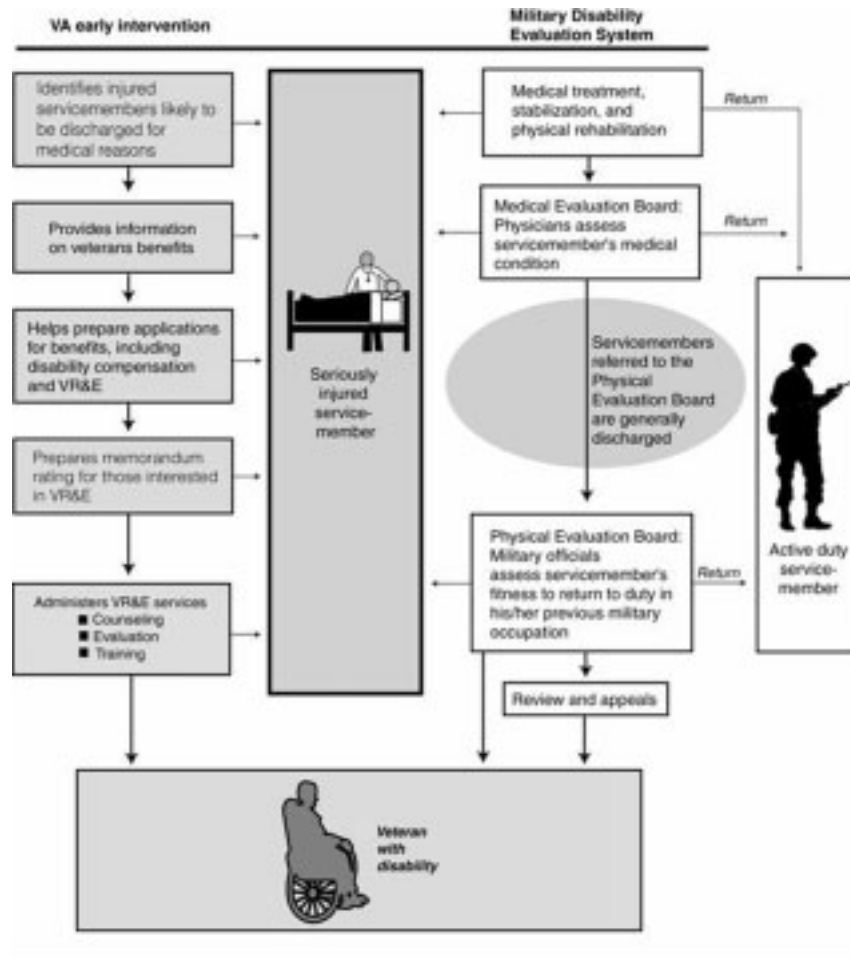 VA early intervention
Military Disability
Evaluation System
Identifies injured
servicemembers likely to
be discharged for
medical reasons
Provides information
on veterans benefits
Helps prepare applications
for benefits, including
disability compensation
and VR&E
Prepares memorandum
rating for those interested
in VR&E
Administers VR&E services
Counseling
Evaluation
Training
Seriously
injured
service-
member
Medical treatment,
stabilization, and
physical rehabilitation
Return
Medical Evaluation Board:
Physicians assess
servicemember's medical
condition
Return
Servicemembers
referred to the
Physical
Evaluation Board
are generally
discharged
Physical Evaluation Board:
Military officials
assess servicemember's
fitness to return to duty in
his/her previous military
occupation
Return
Active duty
service-
member
Review and appeals
Veteran
with
disability